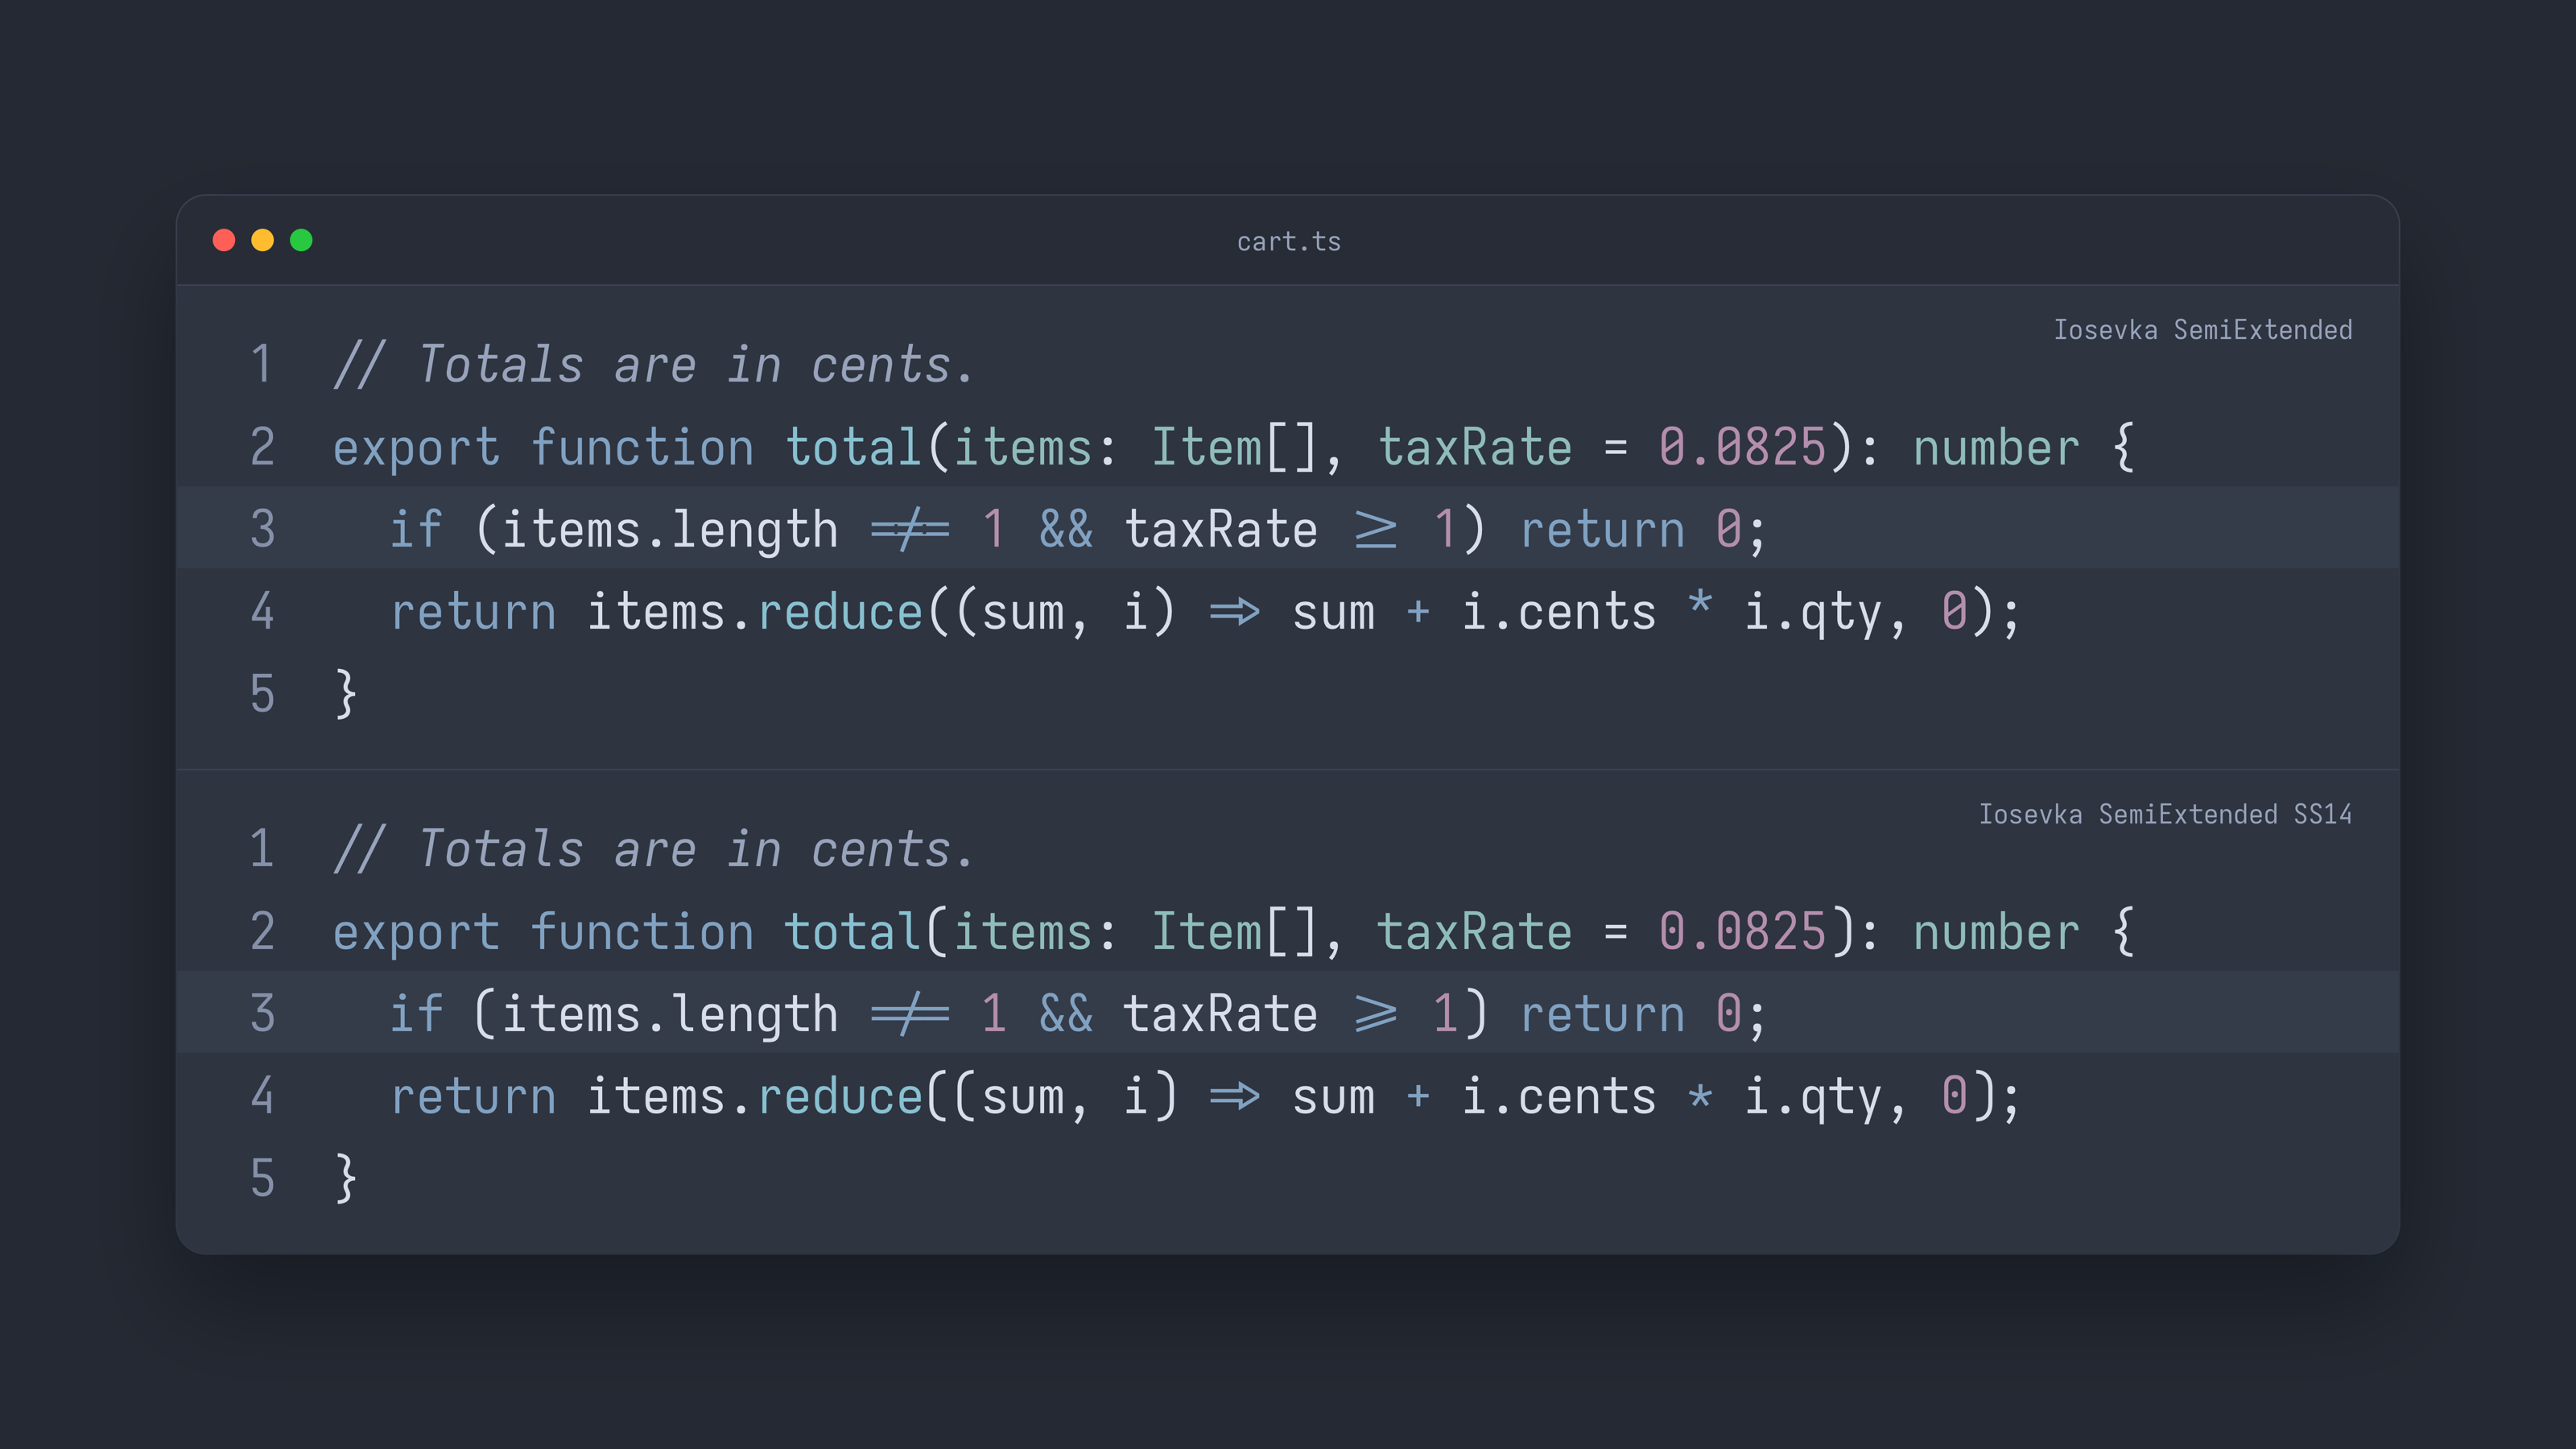 cart.ts
Iosevka SemiExtended
1 // Totals are in cents.
2 export function total(items: Item[], taxRate = 0.0825): number {
3 if (items.length !== 1 && taxRate >= 1) return 0;
4 return items.reduce((sum, i) => sum + i.cents * i.qty, 0);
5 }
Iosevka SemiExtended SS14
1 // Totals are in cents.
2 export function total(items: Item[], taxRate = 0.0825): number {
3 if (items.length !== 1 && taxRate >= 1) return 0;
4 return items.reduce((sum, i) => sum + i.cents * i.qty, 0);
5 }